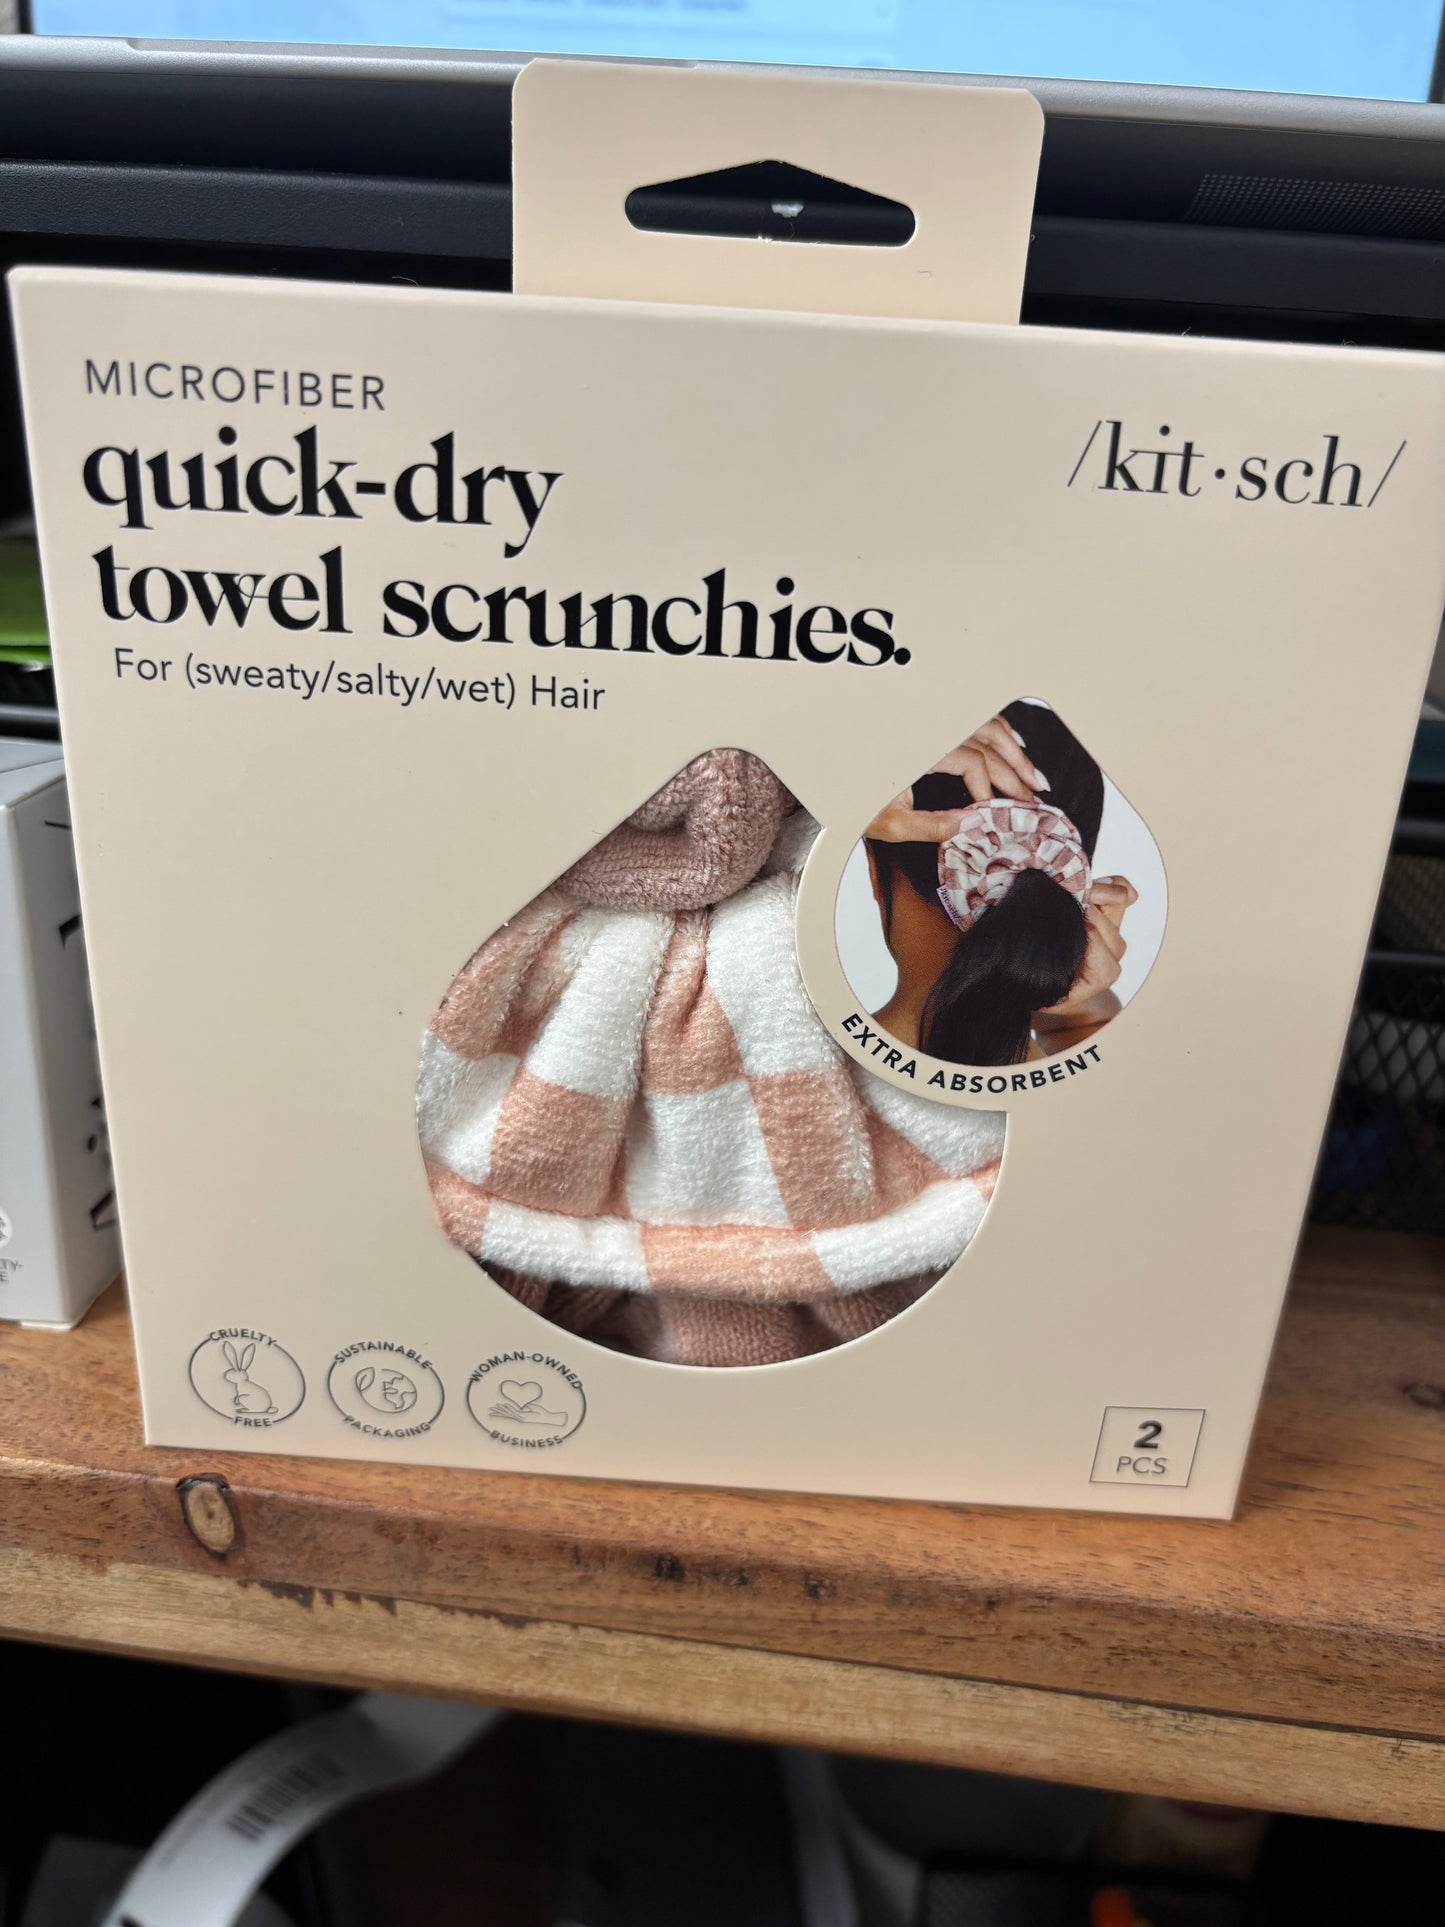 MICROFIBER
quick-dry
towel scrunchies.
For (sweaty/salty/wet) Hair
/kit·sch/
EXTRA ABSORBENT
CRUELTY
FREE
SUSTAINABLE
PACKAGING
WOMAN-OWNED
BUSINESS
2
PCS